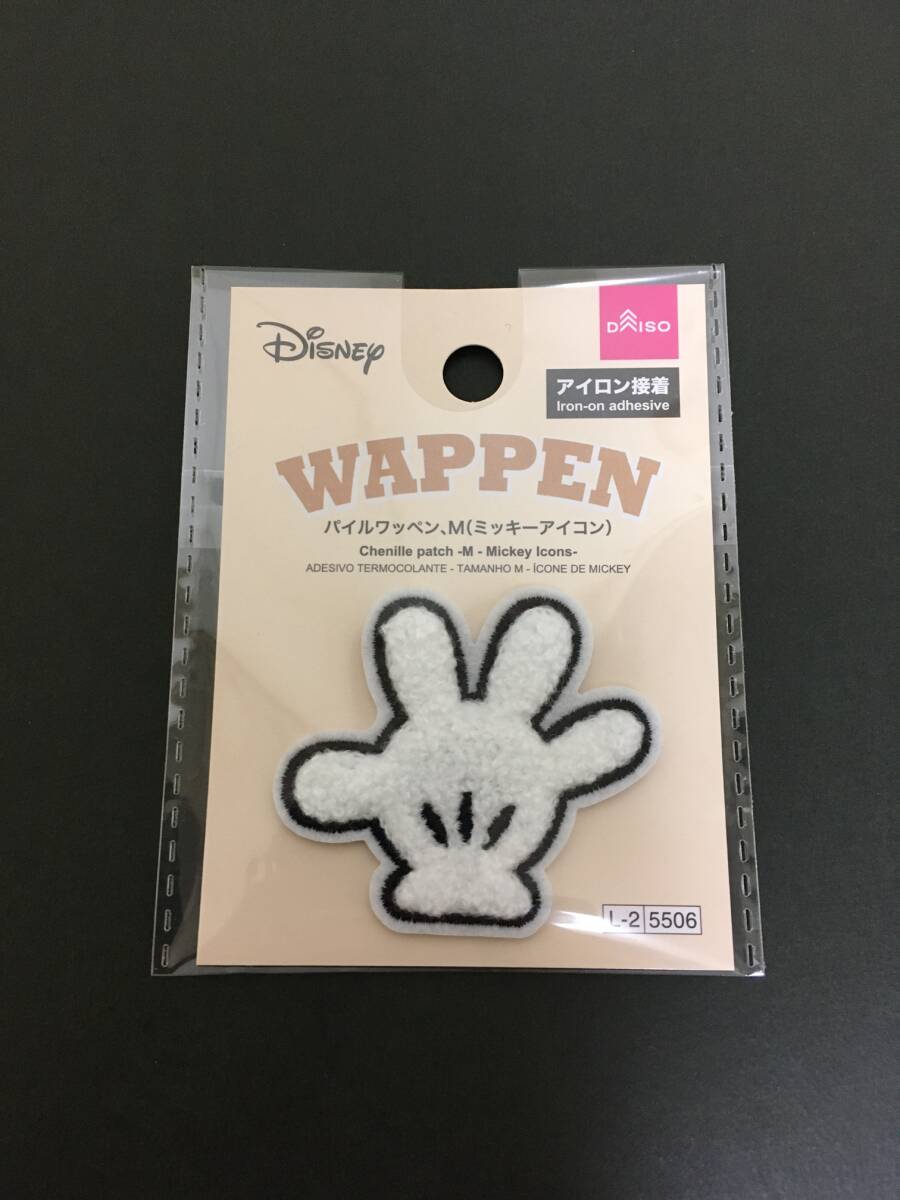 Disney
DAISO
アイロン接着
Iron-on adhesive
WAPPEN
パイルワッペン、M(ミッキーアイコン)
Chenille patch -M - Mickey Icons-
ADESIVO TERMOCOLANTE - TAMANHO M - ÍCONE DE MICKEY
L-2 5506